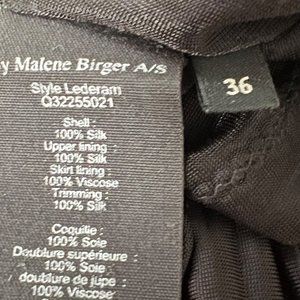 y Malene Birger A/S
36
Style Lederam
Q32255021
Shell :
100% Silk
Upper lining :
100% Silk
Skirt lining :
100% Viscose
Trimming :
100% Silk
Coquille :
100% Soie
Doublure supérieure :
100% Soie
doublure de jupe :
100% Viscose